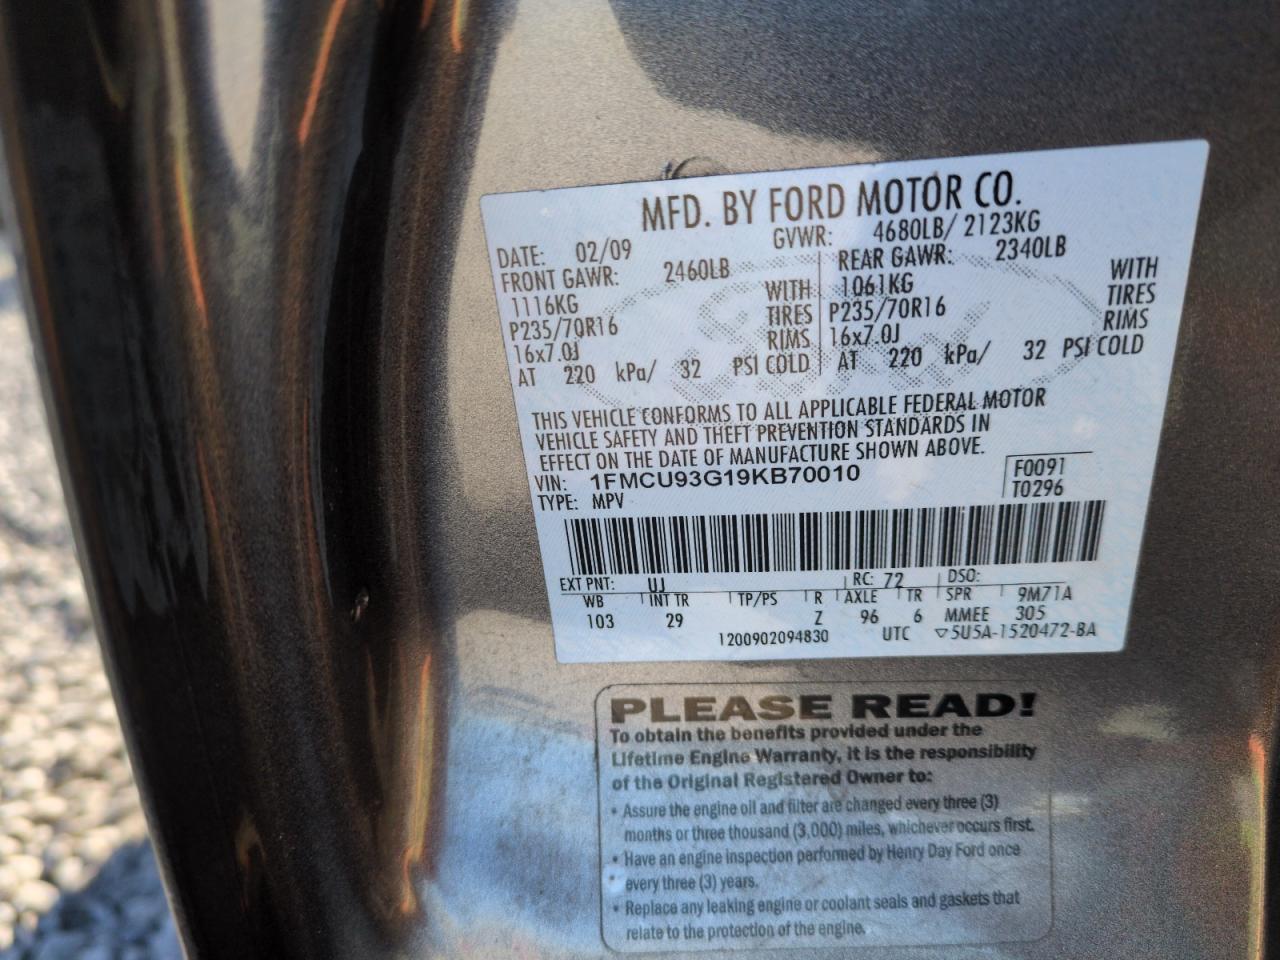 MFD. BY FORD MOTOR CO.
DATE: 02/09 GVWR: 4680LB/ 2123KG
FRONT GAWR: 2460LB REAR GAWR: 2340LB
1116KG WITH 1061KG WITH
P235/70R16 TIRES P235/70R16 TIRES
16x7.0J RIMS 16x7.0J RIMS
AT 220 kPa/ 32 PSI COLD AT 220 kPa/ 32 PSI COLD
THIS VEHICLE CONFORMS TO ALL APPLICABLE FEDERAL MOTOR
VEHICLE SAFETY AND THEFT PREVENTION STANDARDS IN
EFFECT ON THE DATE OF MANUFACTURE SHOWN ABOVE.
VIN: 1FMCU93G19KB70010 F0091
TYPE: MPV T0296
EXT PNT: UJ RC: 72 DSO:
WB INT TR TP/PS R AXLE TR SPR 9M71A
103 29 Z 96 6 MMEE 305
1200902094830 UTC ▽5U5A-1520472-BA
PLEASE READ!
To obtain the benefits provided under the
Lifetime Engine Warranty, it is the responsibility
of the Original Registered Owner to:
• Assure the engine oil and filter are changed every three (3)
months or three thousand (3,000) miles, whichever occurs first.
• Have an engine inspection performed by Henry Day Ford once
every three (3) years.
• Replace any leaking engine or coolant seals and gaskets that
relate to the protection of the engine.